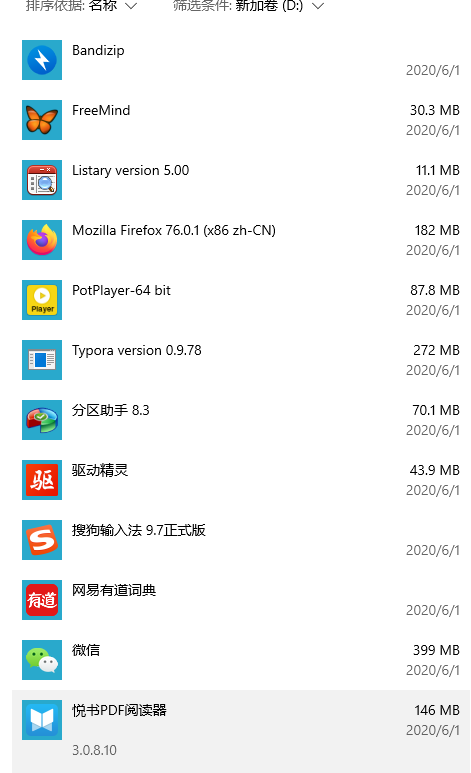 排序依据: 名称
筛选条件: 新加卷 (D:)
Bandizip
2020/6/1
FreeMind
30.3 MB
2020/6/1
Listary version 5.00
11.1 MB
2020/6/1
Mozilla Firefox 76.0.1 (x86 zh-CN)
182 MB
2020/6/1
Player
PotPlayer-64 bit
87.8 MB
2020/6/1
Typora version 0.9.78
272 MB
2020/6/1
分区助手 8.3
70.1 MB
2020/6/1
驱
驱动精灵
43.9 MB
2020/6/1
搜狗输入法 9.7正式版
2020/6/1
有道
网易有道词典
2020/6/1
微信
399 MB
2020/6/1
悦书PDF阅读器
146 MB
2020/6/1
3.0.8.10